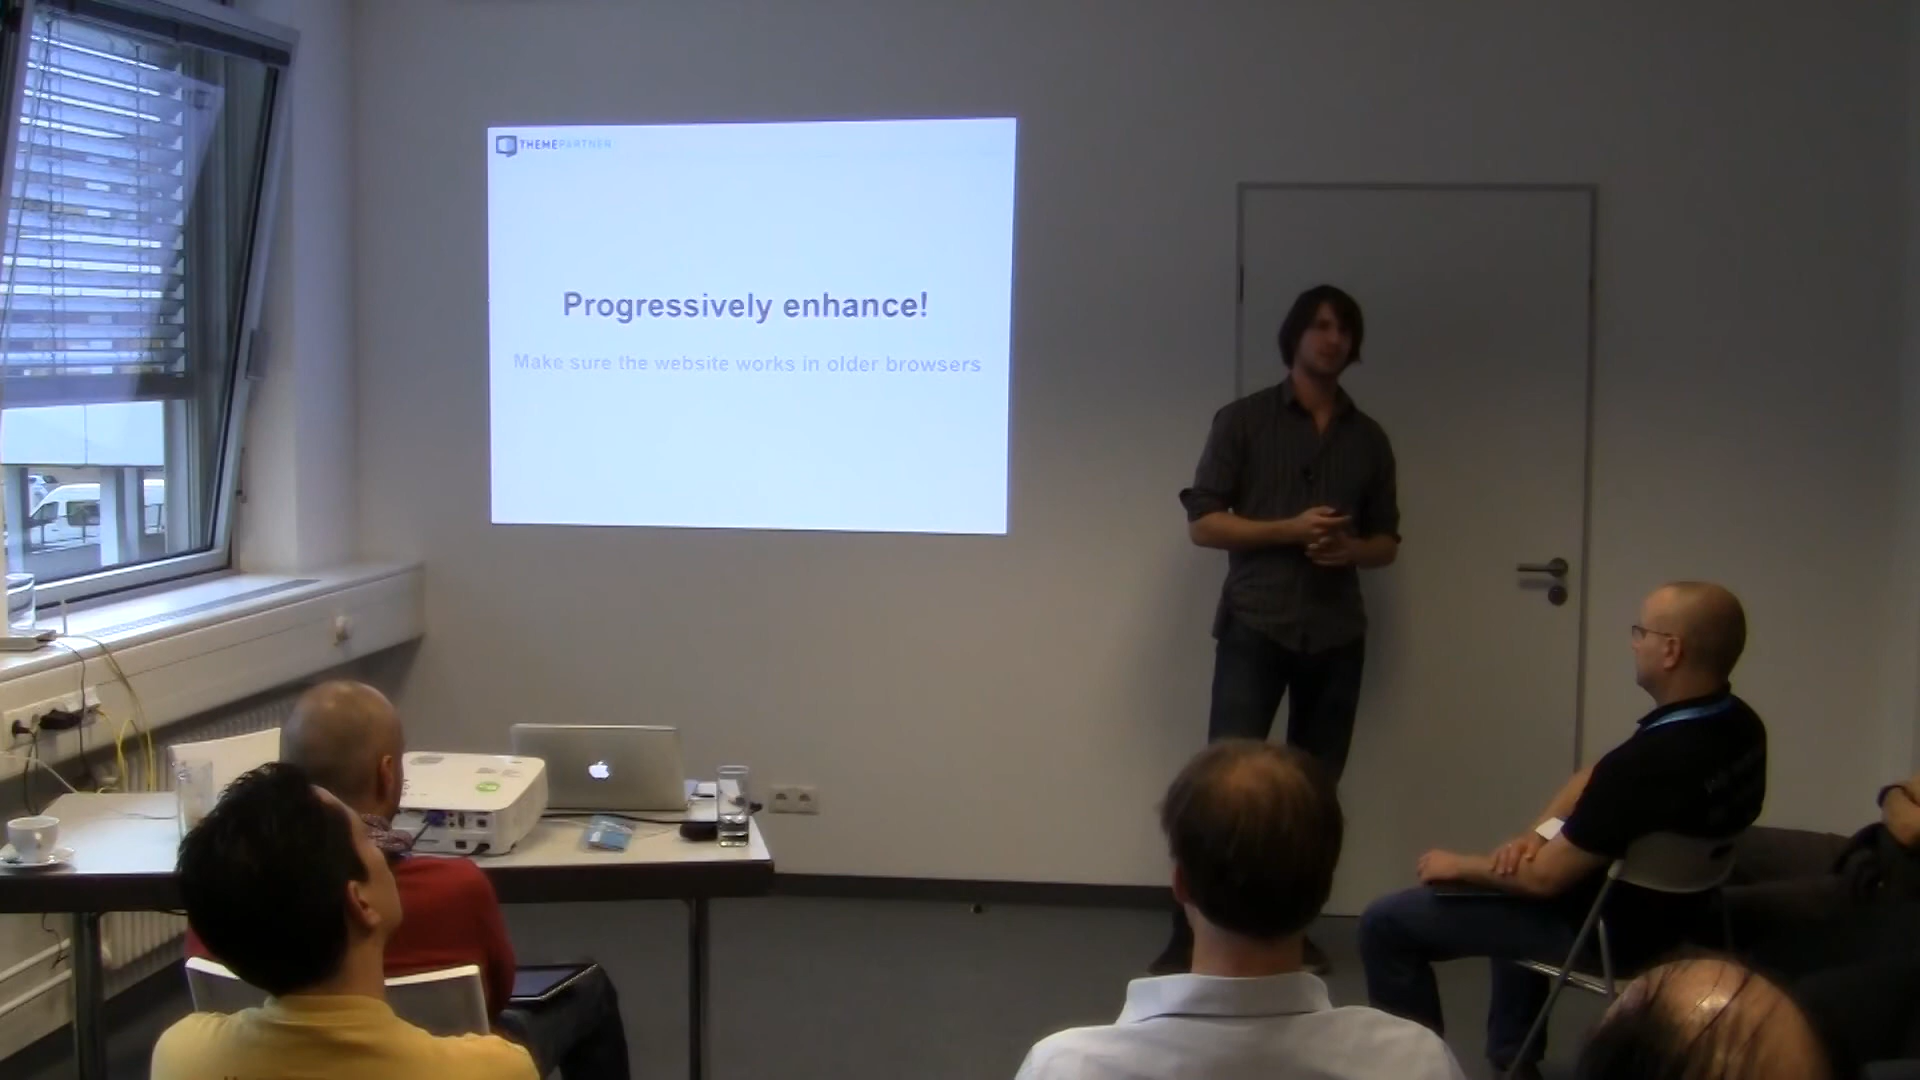 THEMEPARTNER
Progressively enhance!
Make sure the website works in older browsers